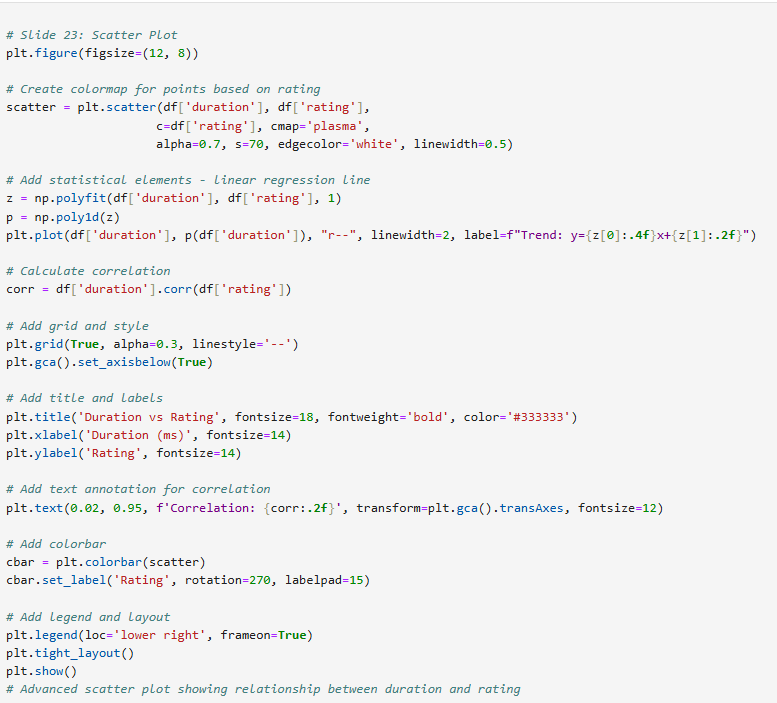 # Slide 23: Scatter Plot
plt.figure(figsize=(12, 8))
# Create colormap for points based on rating
scatter = plt.scatter(df['duration'], df['rating'],
c=df['rating'], cmap='plasma',
alpha=0.7, s=70, edgecolor='white', linewidth=0.5)
# Add statistical elements - linear regression line
z = np.polyfit(df['duration'], df['rating'], 1)
p = np.poly1d(z)
plt.plot(df['duration'], p(df['duration']), "r--", linewidth=2, label=f"Trend: y={z[0]:.4f}x+{z[1]:.2f}")
# Calculate correlation
corr = df['duration'].corr(df['rating'])
# Add grid and style
plt.grid(True, alpha=0.3, linestyle='--')
plt.gca().set_axisbelow(True)
# Add title and labels
plt.title('Duration vs Rating', fontsize=18, fontweight='bold', color='#333333')
plt.xlabel('Duration (ms)', fontsize=14)
plt.ylabel('Rating', fontsize=14)
# Add text annotation for correlation
plt.text(0.02, 0.95, f'Correlation: {corr:.2f}', transform=plt.gca().transAxes, fontsize=12)
# Add colorbar
cbar = plt.colorbar(scatter)
cbar.set_label('Rating', rotation=270, labelpad=15)
# Add legend and layout
plt.legend(loc='lower right', frameon=True)
plt.tight_layout()
plt.show()
# Advanced scatter plot showing relationship between duration and rating